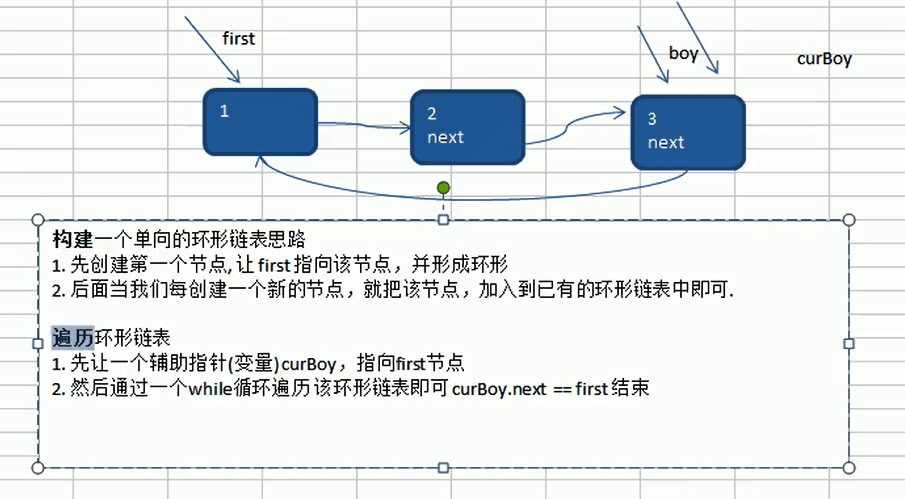 first
boy
curBoy
1
2
next
3
next
构建一个单向的环形链表思路
1. 先创建第一个节点, 让 first 指向该节点，并形成环形
2. 后面当我们每创建一个新的节点，就把该节点，加入到已有的环形链表中即可.
遍历环形链表
1. 先让一个辅助指针(变量) curBoy，指向first节点
2. 然后通过一个while循环遍历该环形链表即可 curBoy.next == first 结束